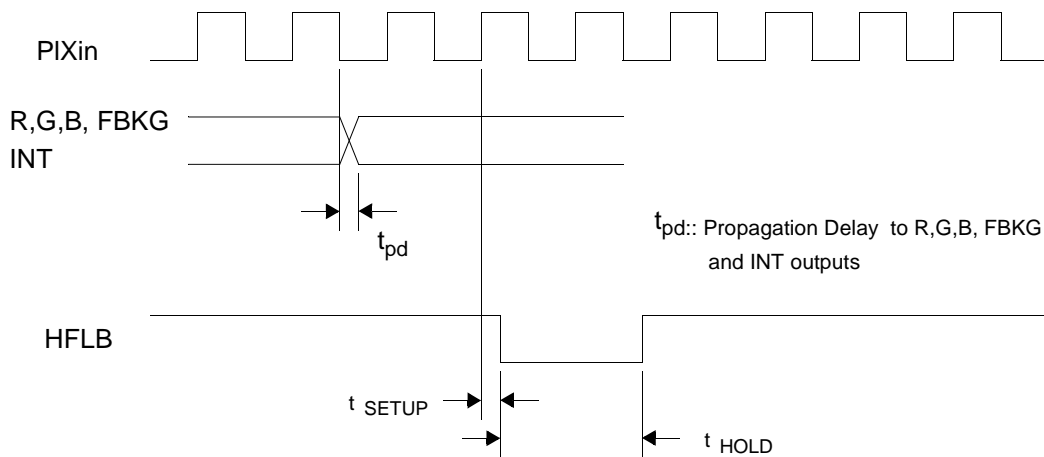 PIXin
R,G,B, FBKG
INT
tpd
tpd:: Propagation Delay to R,G,B, FBKG
and INT outputs
HFLB
t SETUP
t HOLD